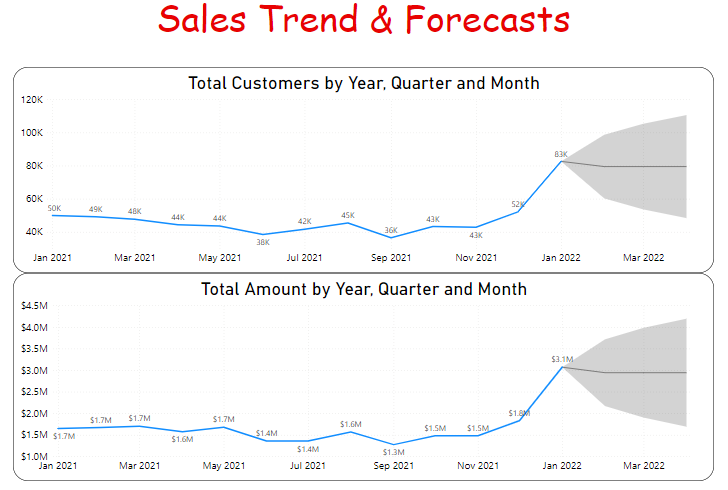 Sales Trend & Forecasts
Total Customers by Year, Quarter and Month
120K
100K
80K
60K
40K
50K
49K
48K
44K
44K
38K
42K
45K
36K
43K
43K
52K
83K
Jan 2021
Mar 2021
May 2021
Jul 2021
Sep 2021
Nov 2021
Jan 2022
Mar 2022
Total Amount by Year, Quarter and Month
$4.5M
$4.0M
$3.5M
$3.0M
$2.5M
$2.0M
$1.5M
$1.0M
$1.7M
$1.7M
$1.7M
$1.6M
$1.7M
$1.4M
$1.4M
$1.6M
$1.3M
$1.5M
$1.5M
$1.8M
$3.1M
Jan 2021
Mar 2021
May 2021
Jul 2021
Sep 2021
Nov 2021
Jan 2022
Mar 2022